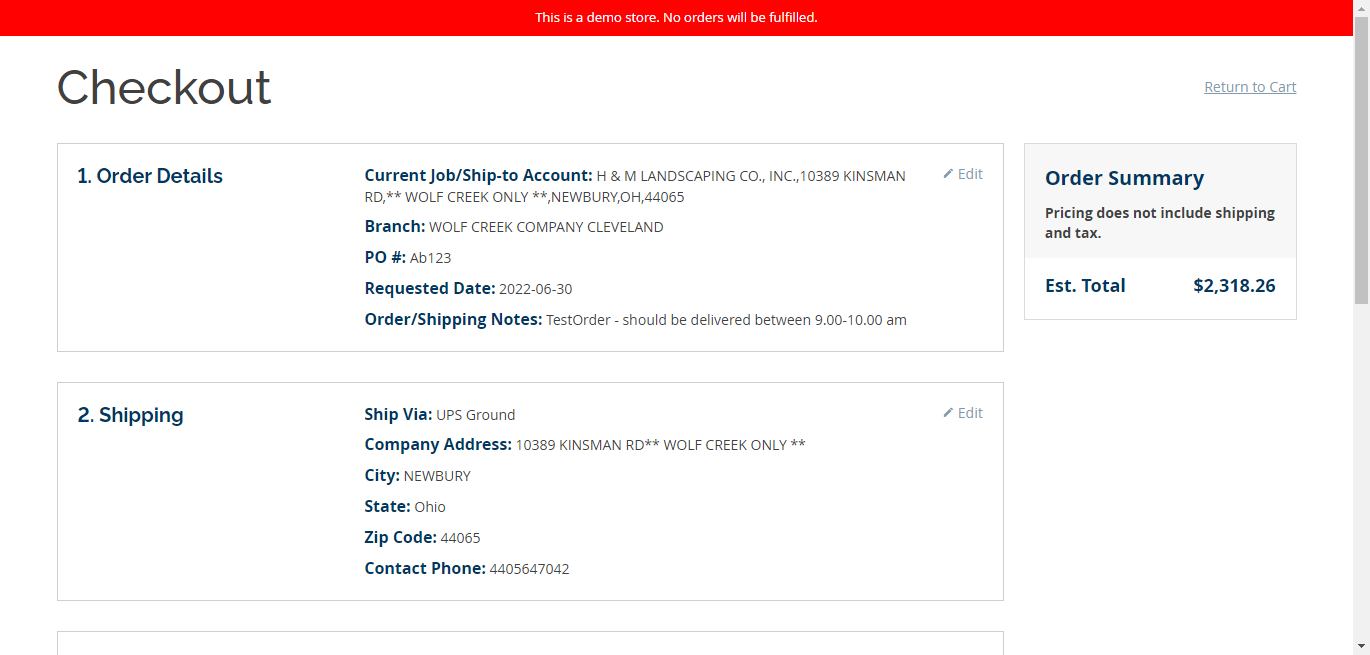 This is a demo store. No orders will be fulfilled.
Checkout
Return to Cart
1. Order Details
Current Job/Ship-to Account: H & M LANDSCAPING CO., INC.,10389 KINSMAN
RD,** WOLF CREEK ONLY **,NEWBURY,OH,44065
Edit
Branch: WOLF CREEK COMPANY CLEVELAND
PO #: Ab123
Requested Date: 2022-06-30
Order/Shipping Notes: TestOrder - should be delivered between 9.00-10.00 am
Order Summary
Pricing does not include shipping
and tax.
Est. Total $2,318.26
2. Shipping
Ship Via: UPS Ground
Edit
Company Address: 10389 KINSMAN RD** WOLF CREEK ONLY **
City: NEWBURY
State: Ohio
Zip Code: 44065
Contact Phone: 4405647042